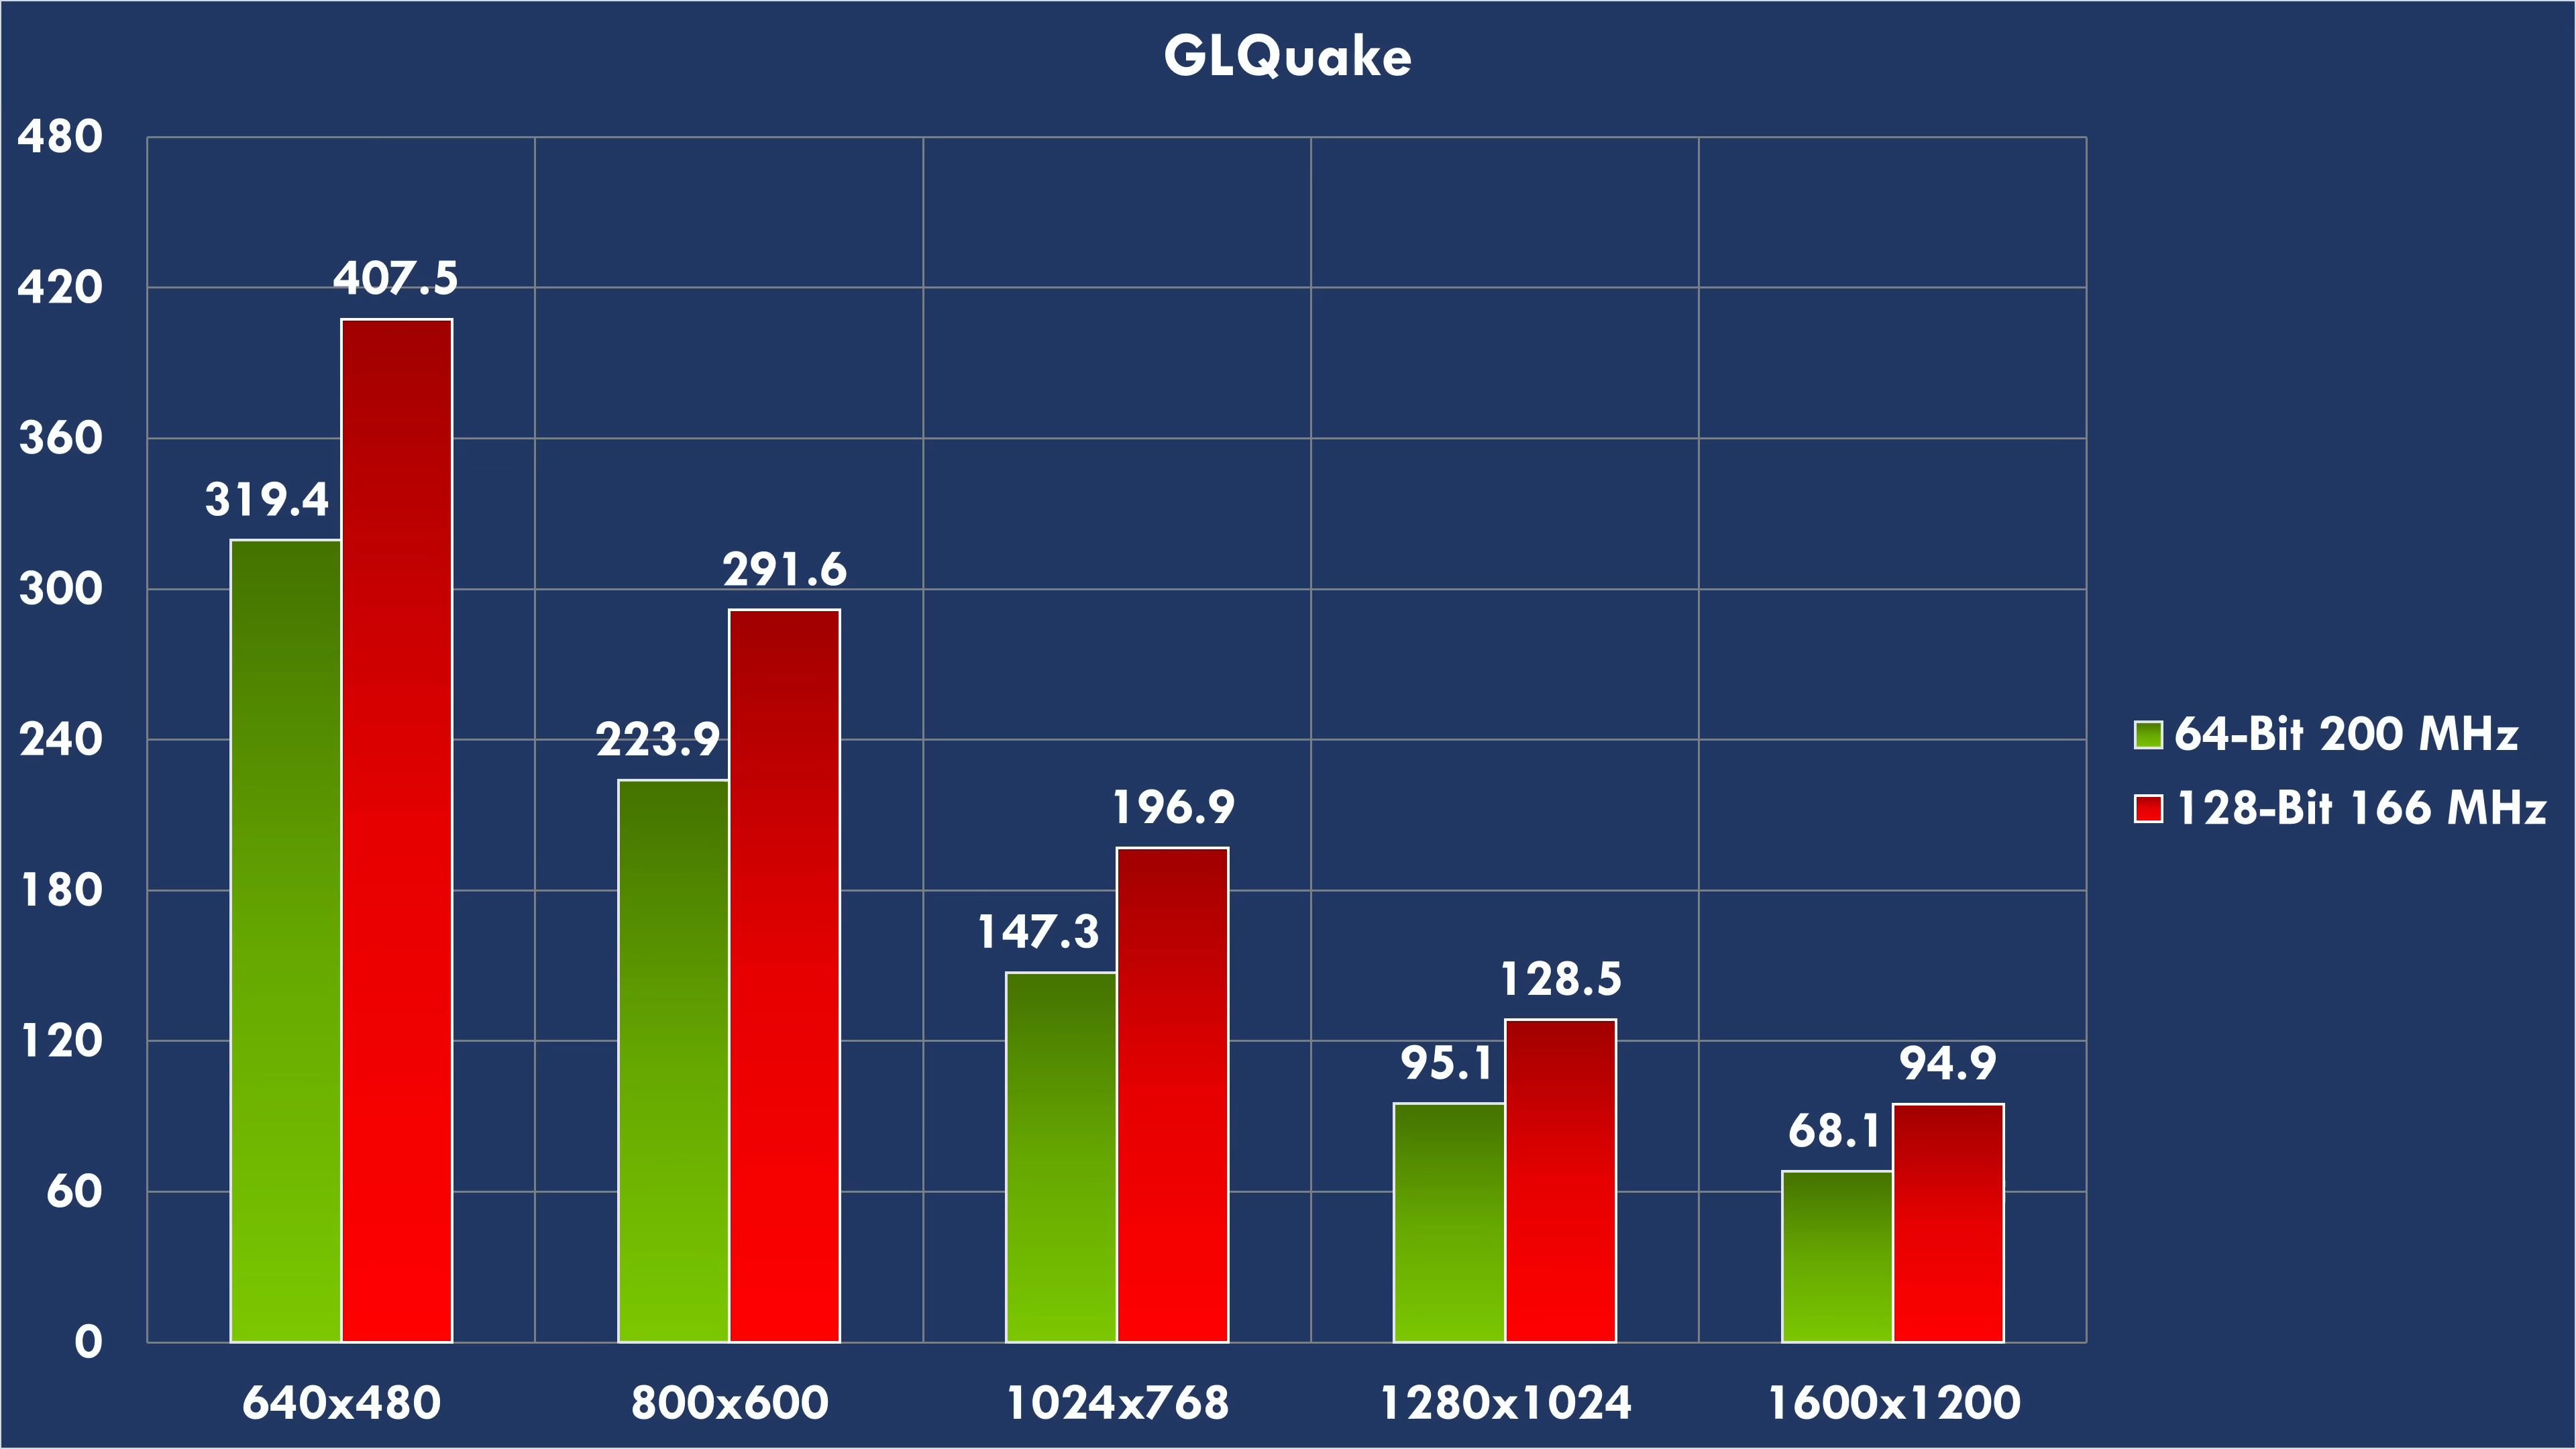 GLQuake
480
420
360
300
240
180
120
60
0
407.5
319.4
291.6
223.9
196.9
147.3
128.5
95.1
94.9
68.1
640x480
800x600
1024x768
1280x1024
1600x1200
64-Bit 200 MHz
128-Bit 166 MHz